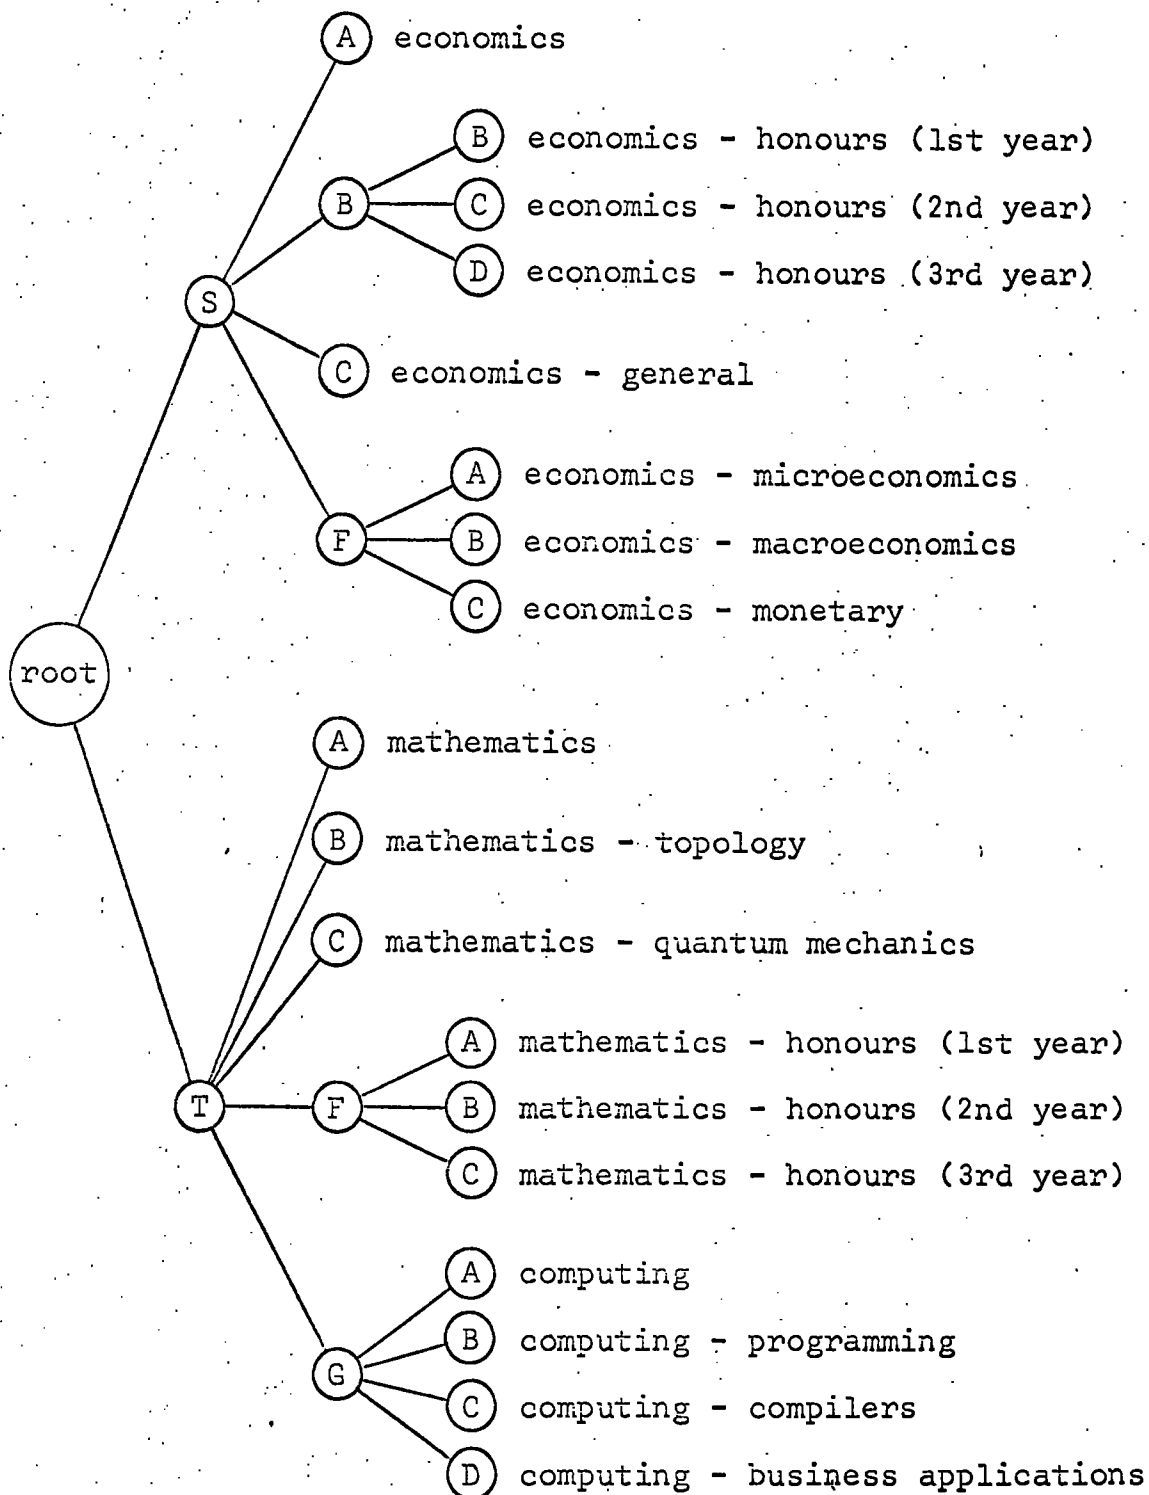 A economics
B economics - honours (1st year)
B C economics - honours (2nd year)
D economics - honours (3rd year)
S
C economics - general
A economics - microeconomics
F B economics - macroeconomics
C economics - monetary
root
A mathematics
B mathematics - topology
C mathematics - quantum mechanics
A mathematics - honours (1st year)
T F B mathematics - honours (2nd year)
C mathematics - honours (3rd year)
A computing
B computing - programming
G
C computing - compilers
D computing - business applications